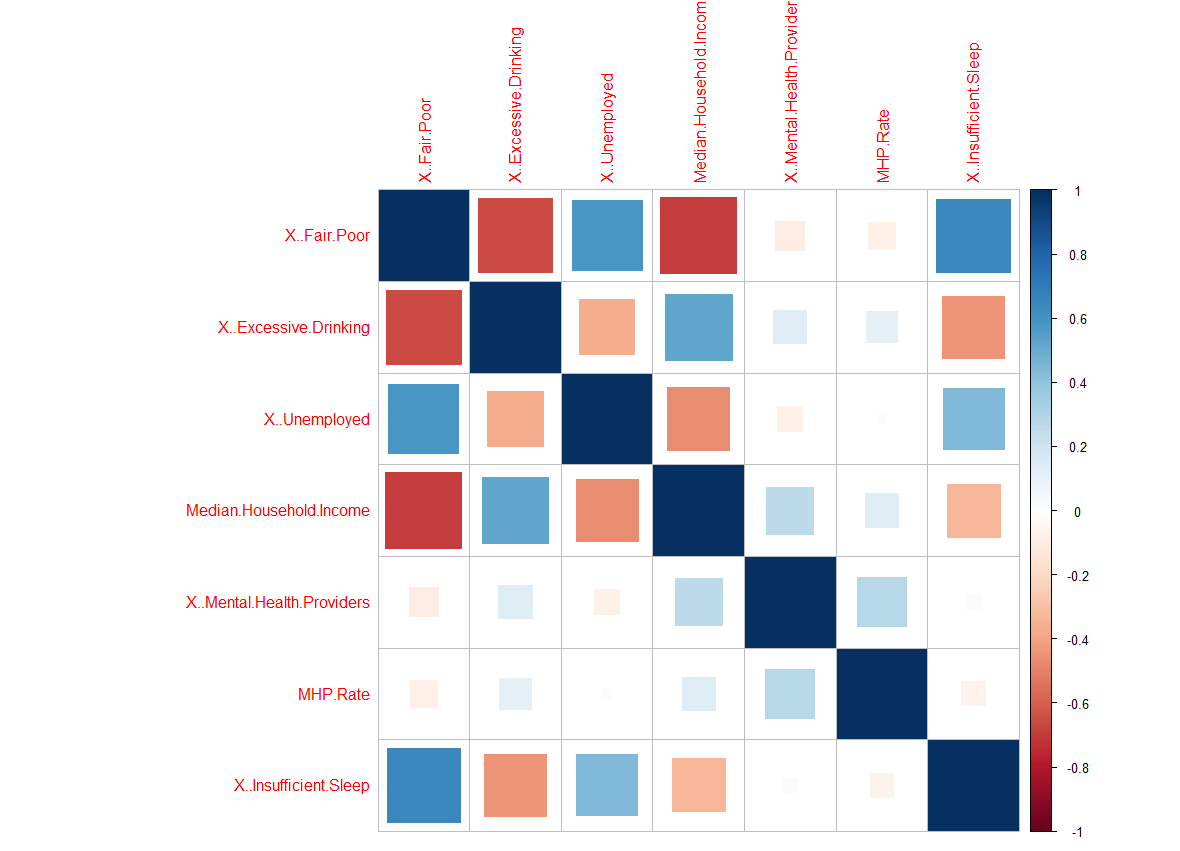 X..Fair.Poor
X..Excessive.Drinking
X..Unemployed
Median.Household.Incom
X..Mental.Health.Provider
MHP.Rate
X..Insufficient.Sleep
X..Fair.Poor
X..Excessive.Drinking
X..Unemployed
Median.Household.Income
X..Mental.Health.Providers
MHP.Rate
X..Insufficient.Sleep
1
0.8
0.6
0.4
0.2
0
-0.2
-0.4
-0.6
-0.8
-1